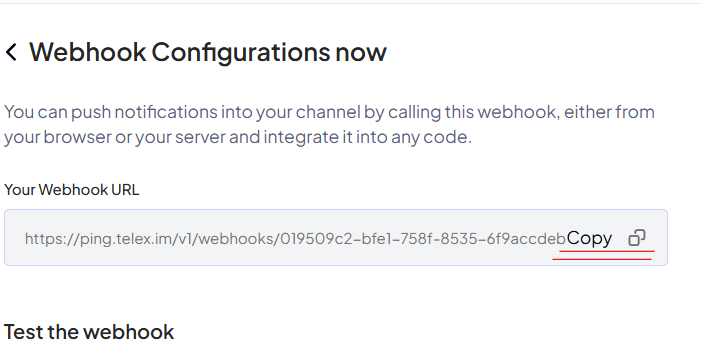 Webhook Configurations now
You can push notifications into your channel by calling this webhook, either from
your browser or your server and integrate it into any code.
Your Webhook URL
https://ping.telex.im/v1/webhooks/019509c2-bfe1-758f-8535-6f9accdeb Copy
Test the webhook